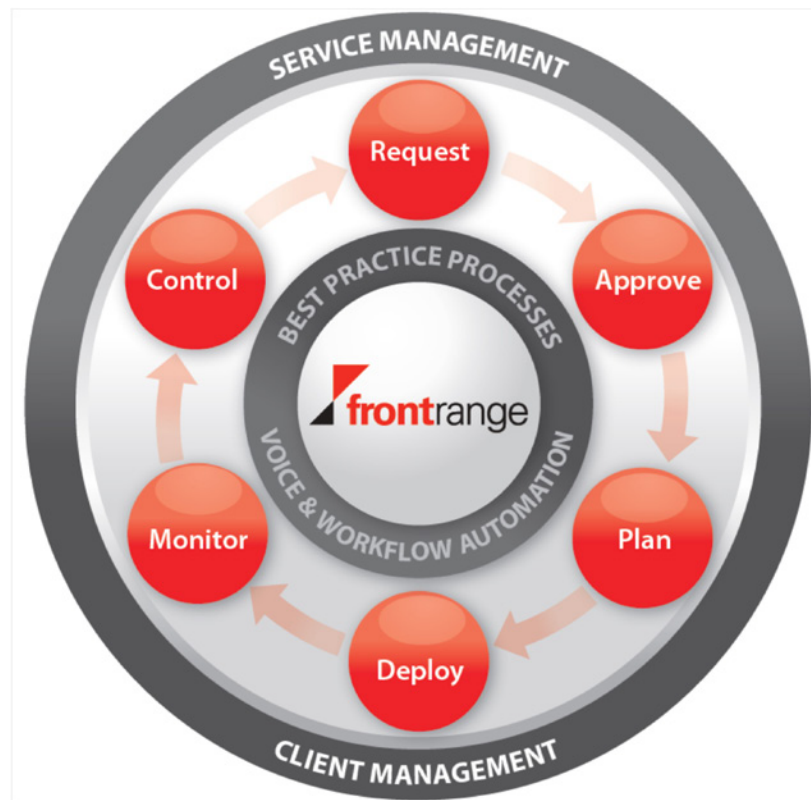 SERVICE MANAGEMENT
Request
Control
Approve
BEST PRACTICE PROCESSES
frontrange
VOICE & WORKFLOW AUTOMATION
Monitor
Plan
Deploy
CLIENT MANAGEMENT